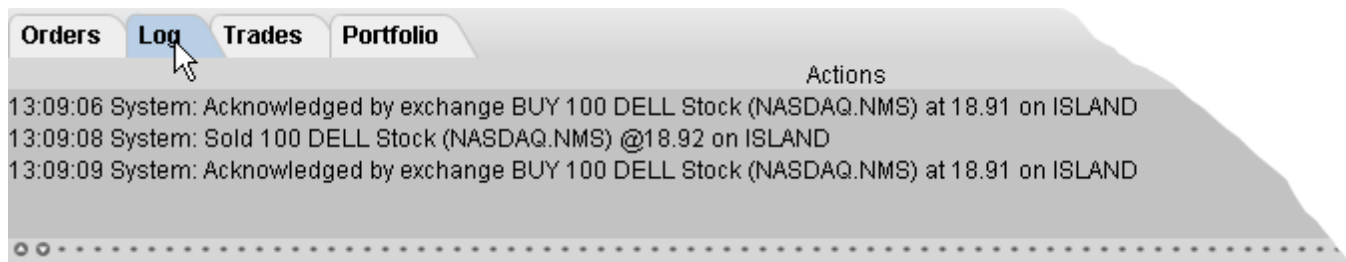 Orders Log Trades Portfolio
Actions
13:09:06 System: Acknowledged by exchange BUY 100 DELL Stock (NASDAQ.NMS) at 18.91 on ISLAND
13:09:08 System: Sold 100 DELL Stock (NASDAQ.NMS) @18.92 on ISLAND
13:09:09 System: Acknowledged by exchange BUY 100 DELL Stock (NASDAQ.NMS) at 18.91 on ISLAND